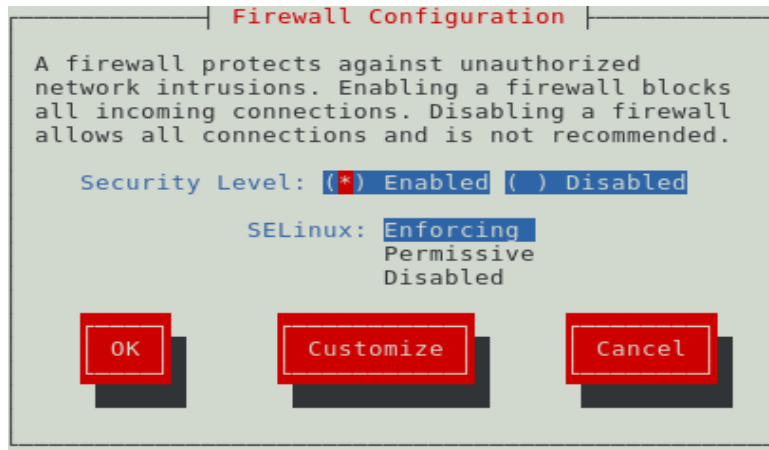 Firewall Configuration
A firewall protects against unauthorized
network intrusions. Enabling a firewall blocks
all incoming connections. Disabling a firewall
allows all connections and is not recommended.
Security Level: (*) Enabled ( ) Disabled
SELinux: Enforcing
Permissive
Disabled
OK Customize Cancel